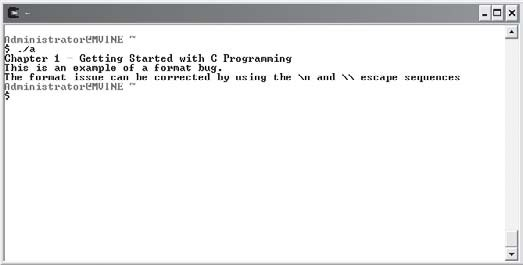 ~
Administrator@MVINE ~
$ ./a
Chapter 1 - Getting Started with C Programming
This is an example of a format bug.
The format issue can be corrected by using the \n and \\ escape sequences
Administrator@MVINE ~
$